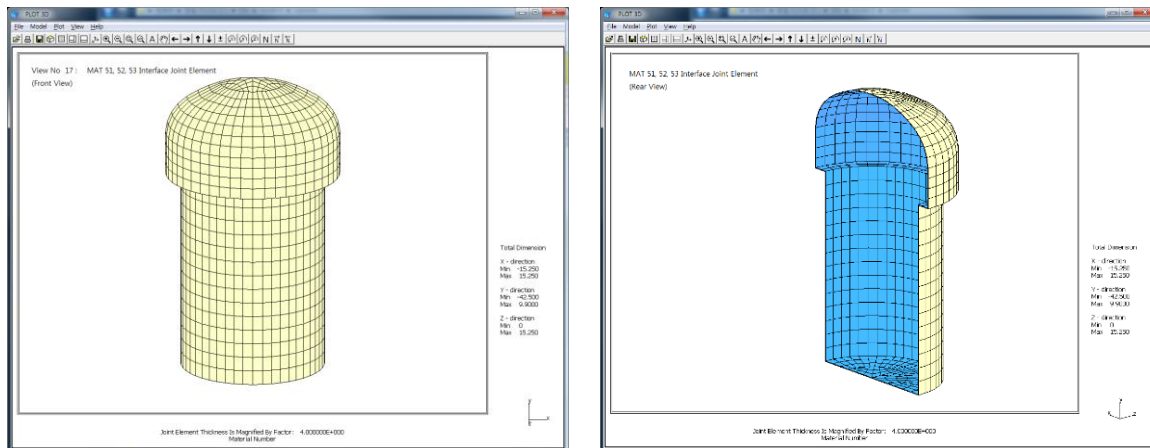 PLOT 3D
File Model Plot View Help
View No 17 : MAT 51, 52, 53 Interface Joint Element
(Front View)
Total Dimension
X - direction
Min -15.250
Max 15.250
Y - direction
Min -42.500
Max 9.9000
Z - direction
Min 0
Max 15.250
y
x
Joint Element Thickness Is Magnified By Factor: 4.000000E+000
Material Number
PLOT 3D
File Model Plot View Help
MAT 51, 52, 53 Interface Joint Element
(Rear View)
Total Dimension
X - direction
Min -15.250
Max 15.250
Y - direction
Min -42.500
Max 9.9000
Z - direction
Min 0
Max 15.250
Joint Element Thickness Is Magnified By Factor: 4.000000E+000
Material Number